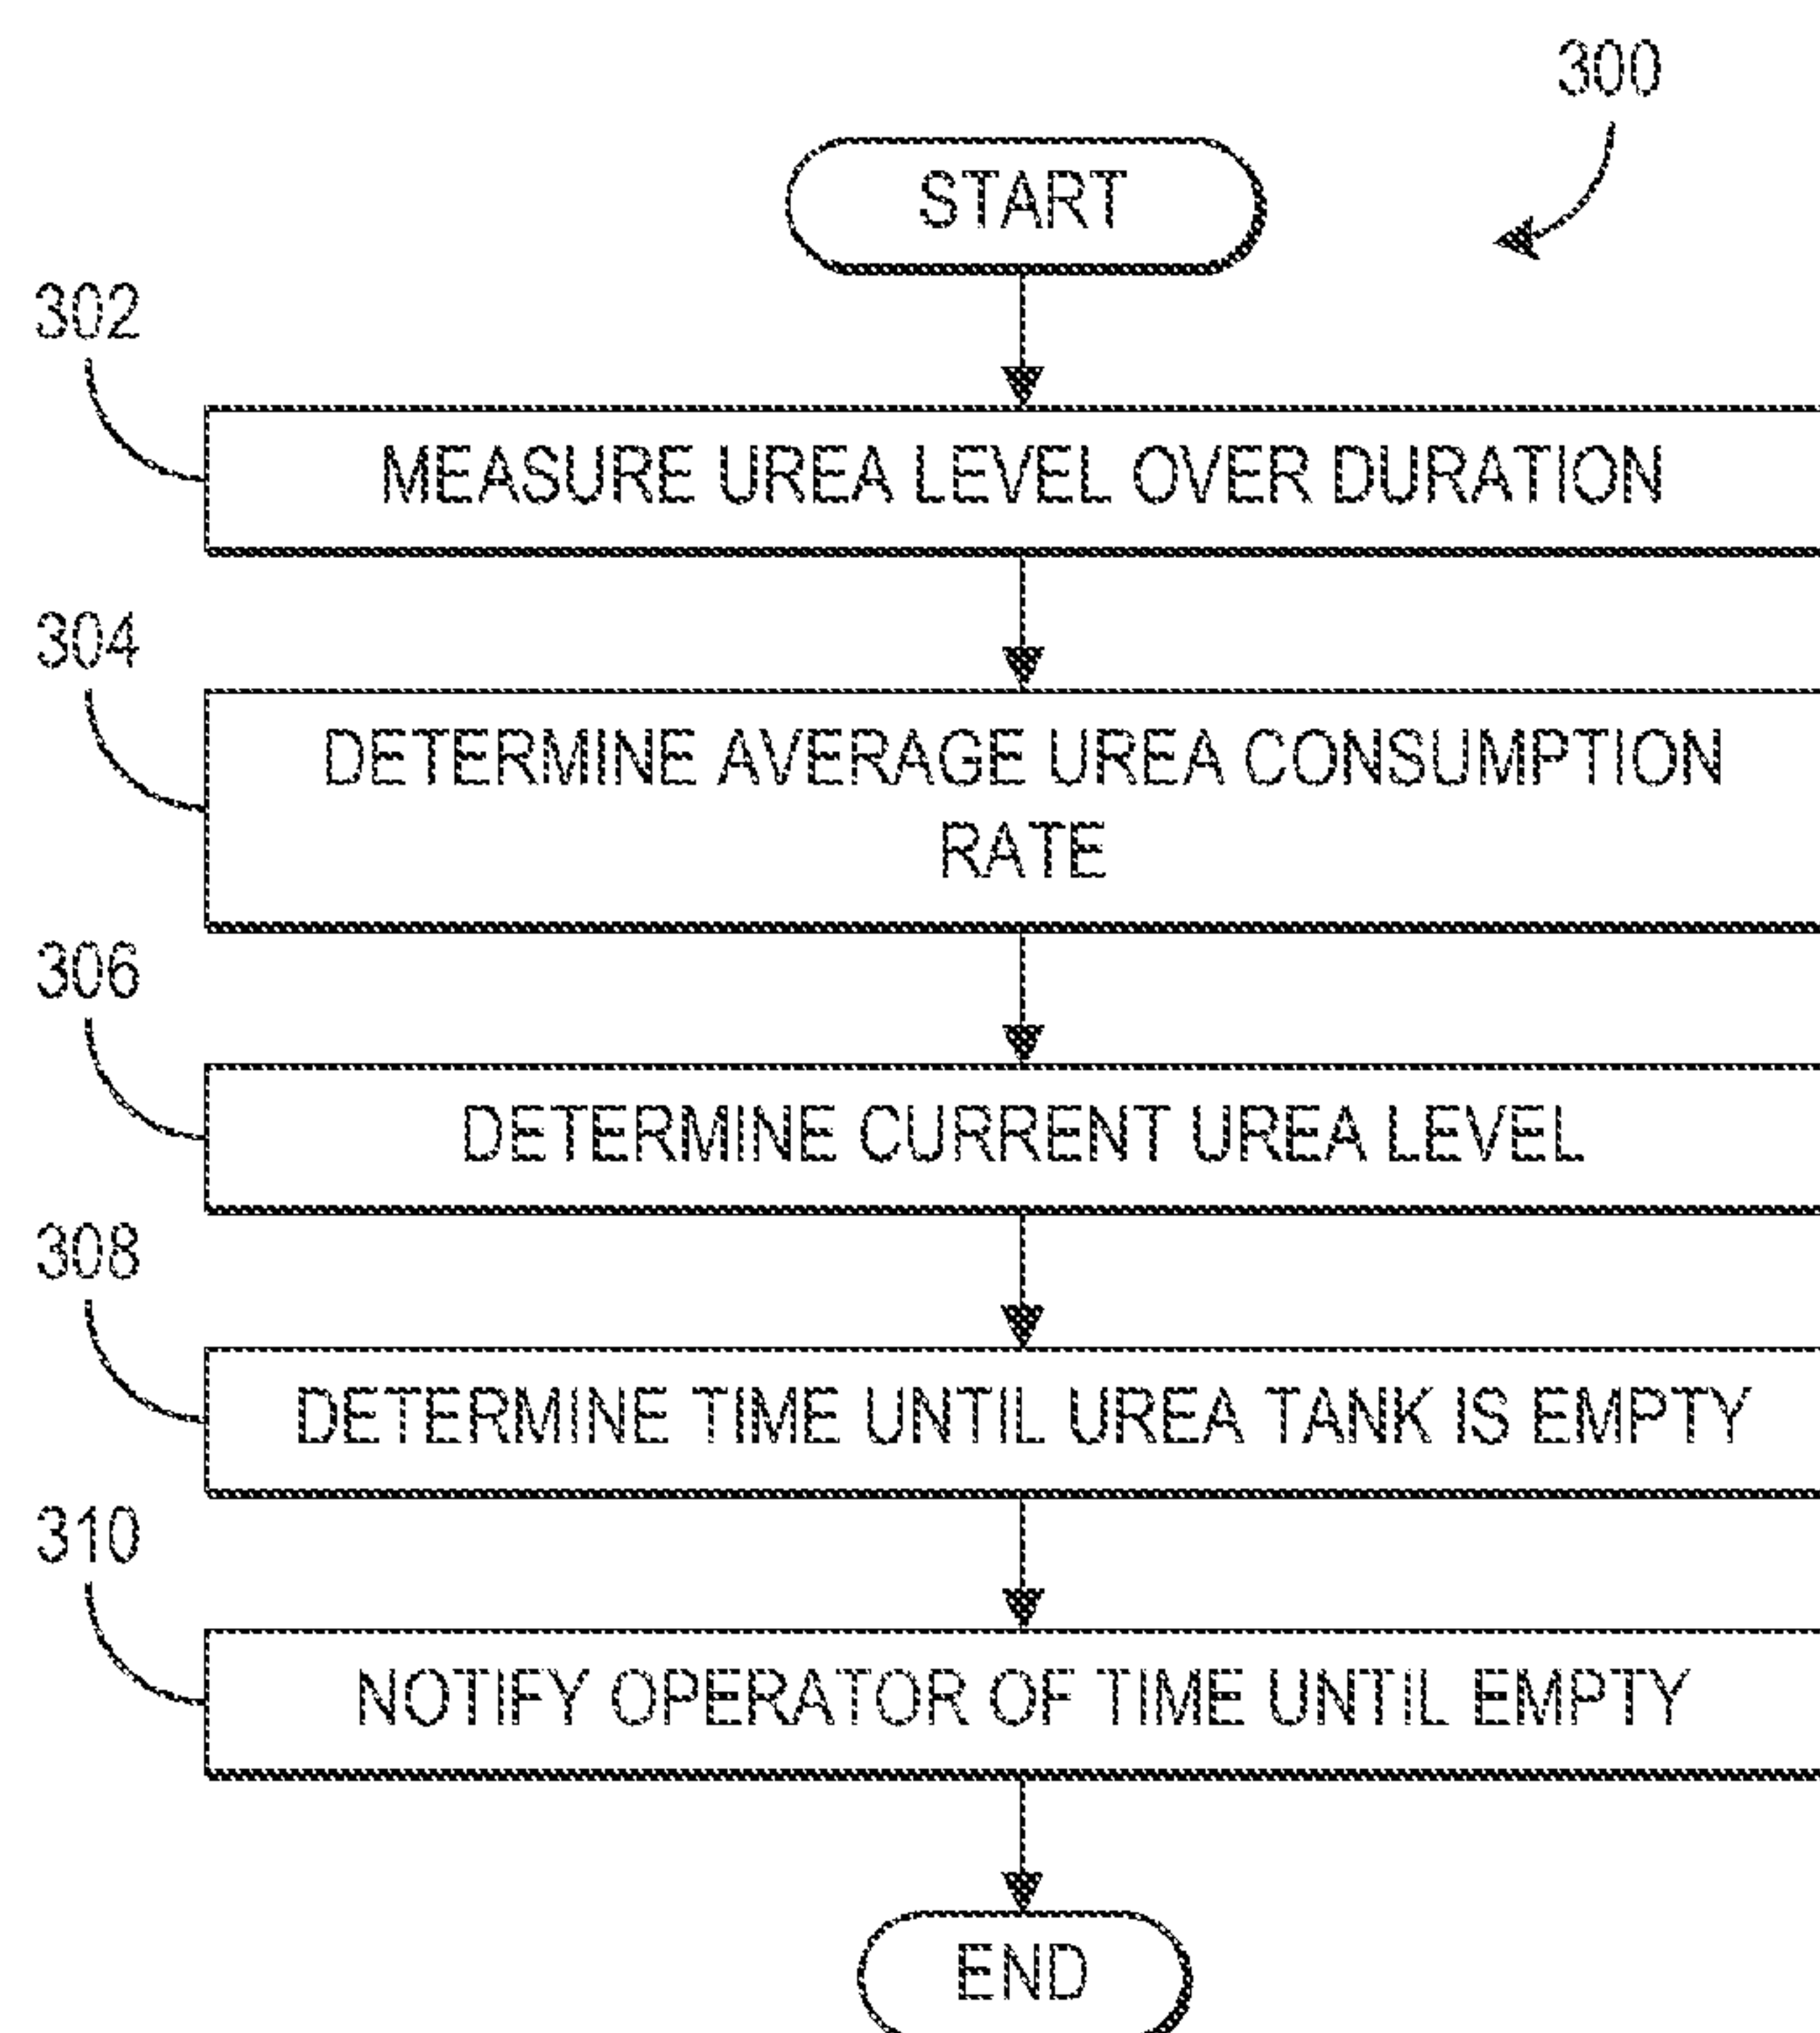 300
START
302
MEASURE UREA LEVEL OVER DURATION
304
DETERMINE AVERAGE UREA CONSUMPTION
RATE
306
DETERMINE CURRENT UREA LEVEL
308
DETERMINE TIME UNTIL UREA TANK IS EMPTY
310
NOTIFY OPERATOR OF TIME UNTIL EMPTY
END